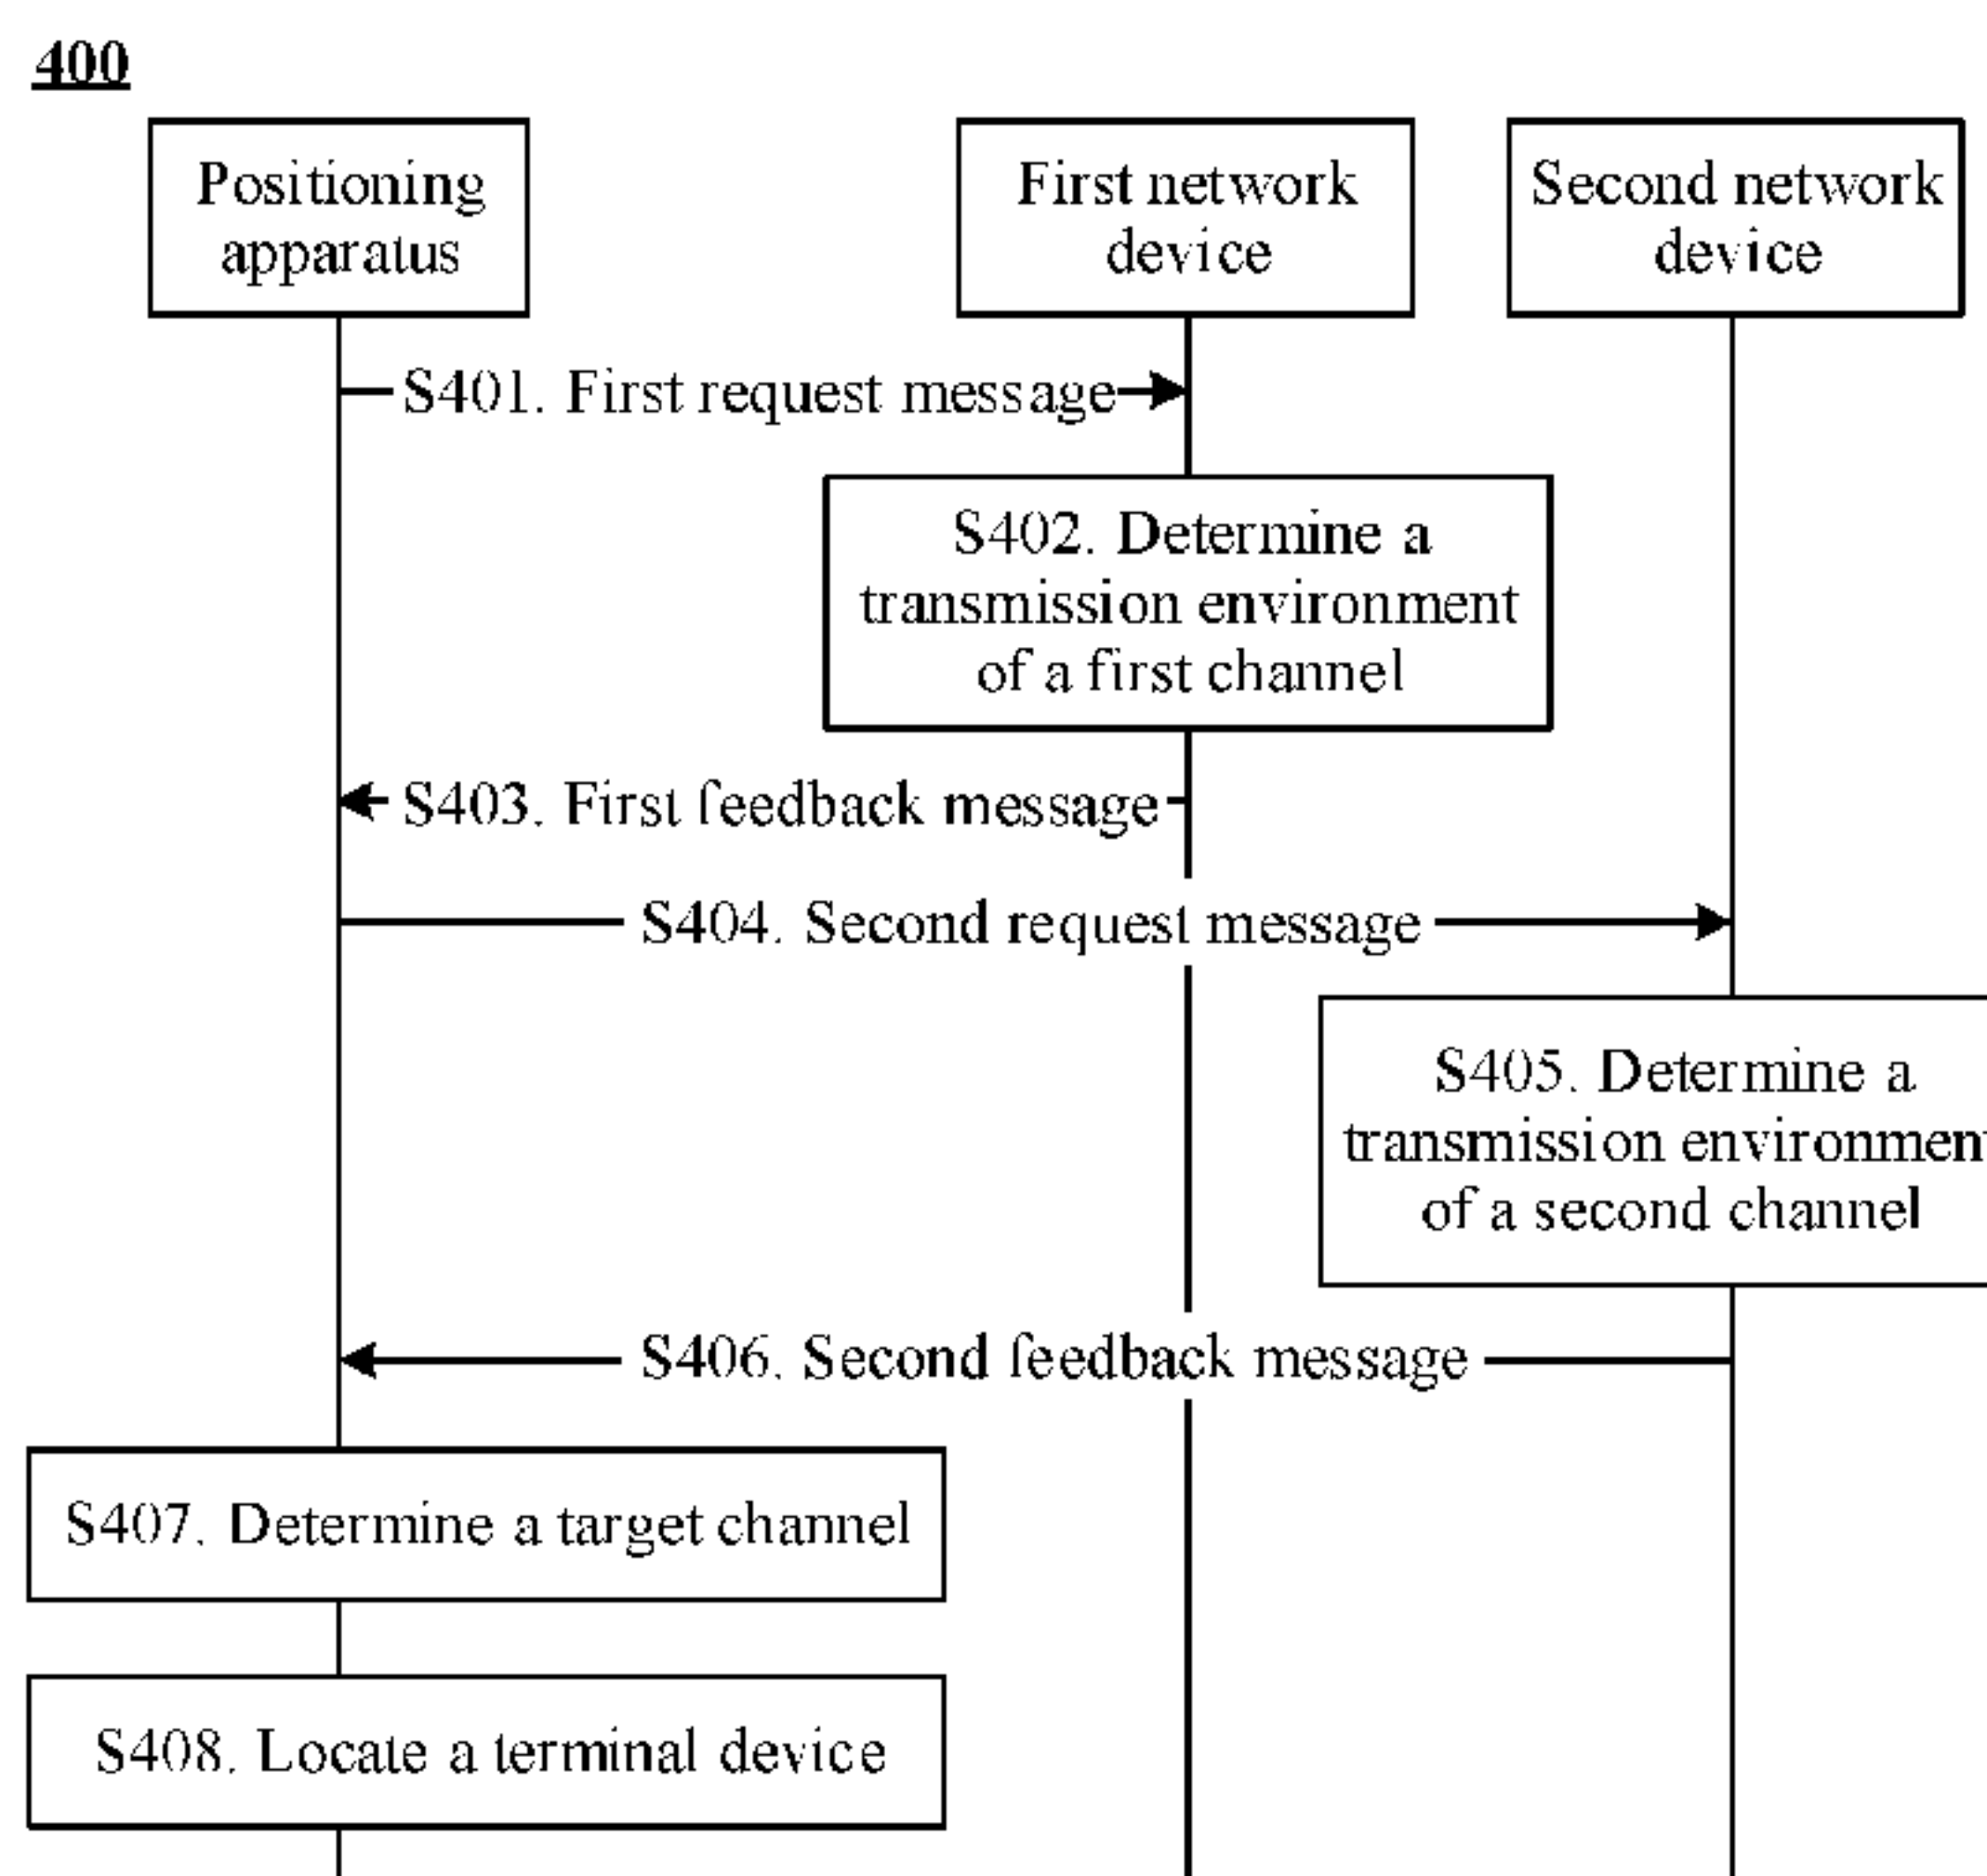 400
Positioning
apparatus
First network
device
Second network
device
S401. First request message
S402. Determine a
transmission environment
of a first channel
S403. First feedback message
S404. Second request message
S405. Determine a
transmission environmen
of a second channel
S406. Second feedback message
S407. Determine a target channel
S408. Locate a terminal device